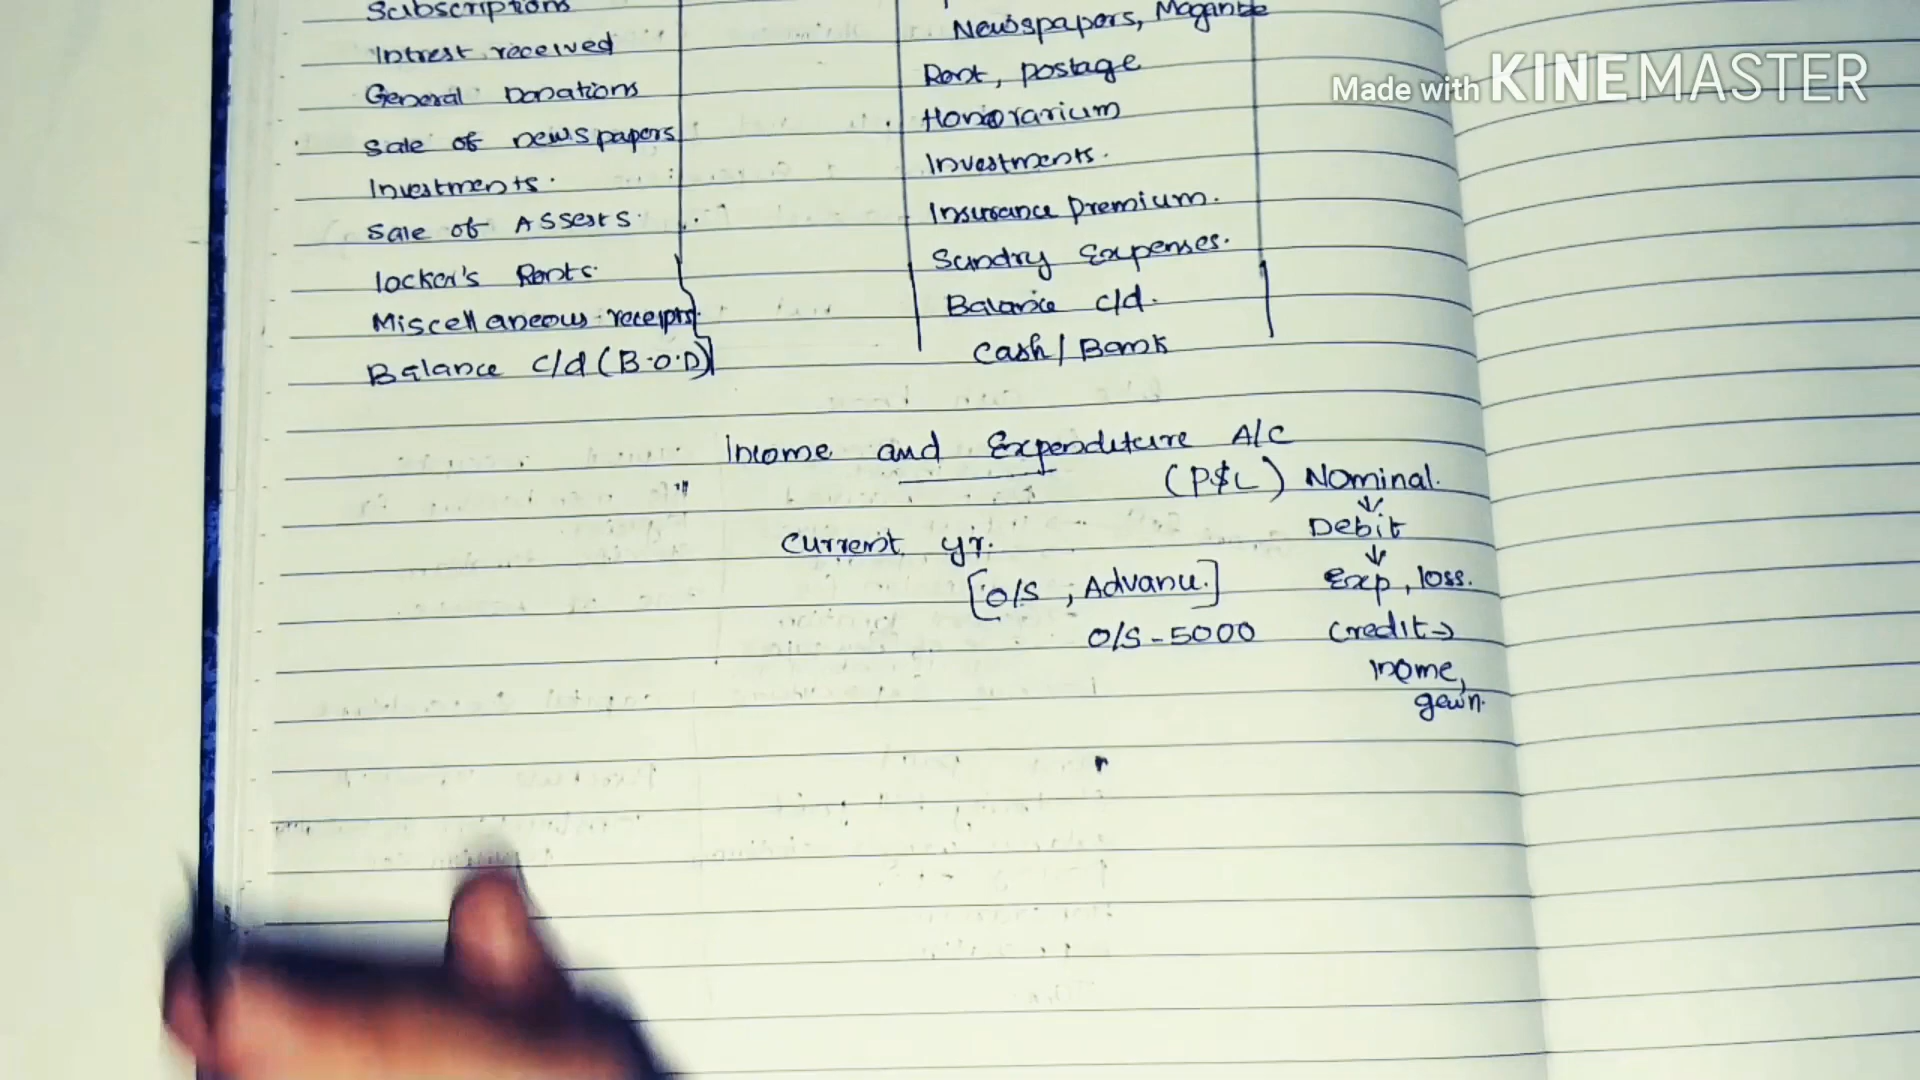 Subscriptions
Intrest received
General Donations
Sale of newspapers
Investments.
Sale of Assests.
locker's Rents.
Miscellaneous receipts.
Balance c/d (B.O.D)
Newspapers, Maganize
Rent, postage
Honorarium
Investments.
Insurance premium.
Sundry Expenses.
Balance c/d.
Cash / Bank
Made with KINEMASTER
Income and Expenditure A/C
(P$L) Nominal.
↓
Debit
↓
Exp, loss.
Credit→
Income,
gain.
Current yr.
[O/S, Advance.]
O/S - 5000